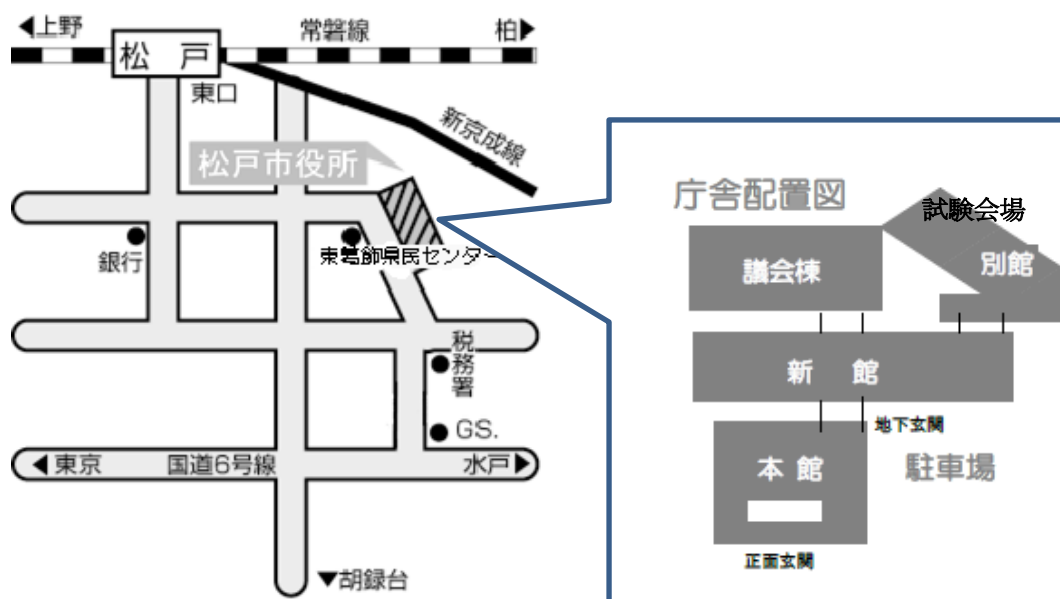 ◀上野
常磐線
柏▶
松戸
東口
新京成線
松戸市役所
銀行
東葛飾県民センター
税務署
GS.
◀東京
国道6号線
水戸▶
▼胡録台
庁舎配置図
試験会場
議会棟
別館
新館
地下玄関
本館
駐車場
正面玄関